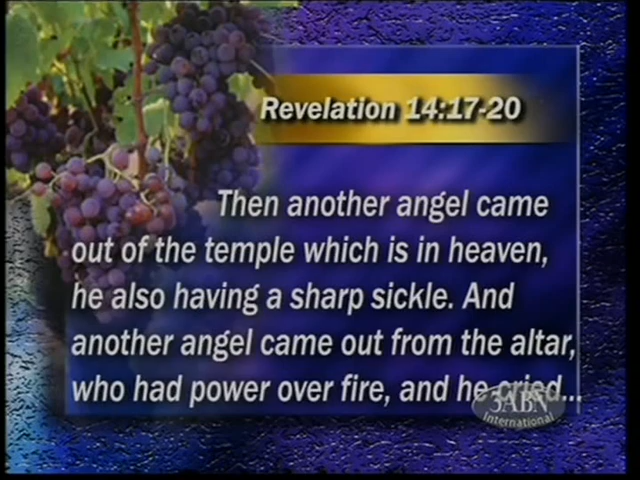 Revelation 14:17-20
Then another angel came
out of the temple which is in heaven,
he also having a sharp sickle. And
another angel came out from the altar,
who had power over fire, and he cried...
3ABN
International